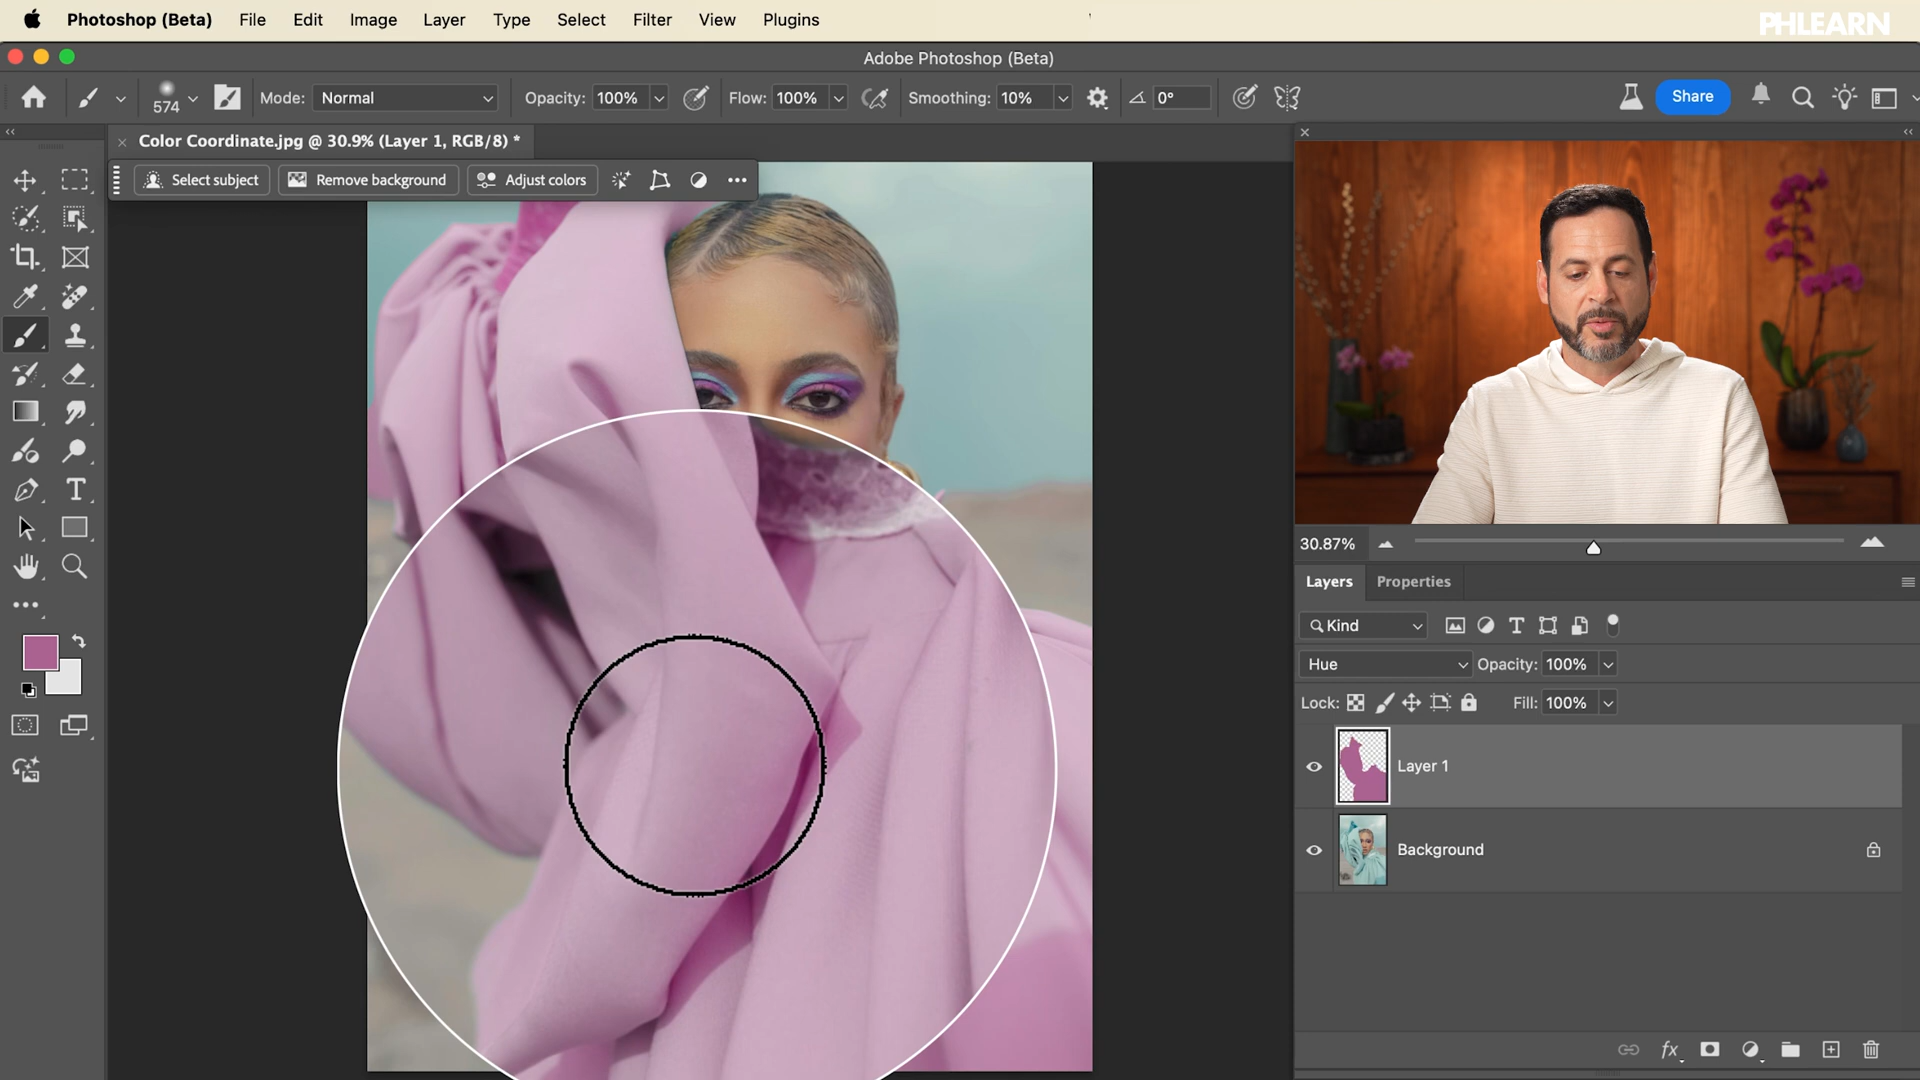 Photoshop (Beta) File Edit Image Layer Type Select Filter View Plugins
PHLEARN
Adobe Photoshop (Beta)
574 Mode: Normal Opacity: 100% Flow: 100% Smoothing: 10% 0° Share
Color Coordinate.jpg @ 30.9% (Layer 1, RGB/8) *
Select subject Remove background Adjust colors
30.87%
Layers Properties
Kind
Hue Opacity: 100%
Lock: Fill: 100%
Layer 1
Background
fx